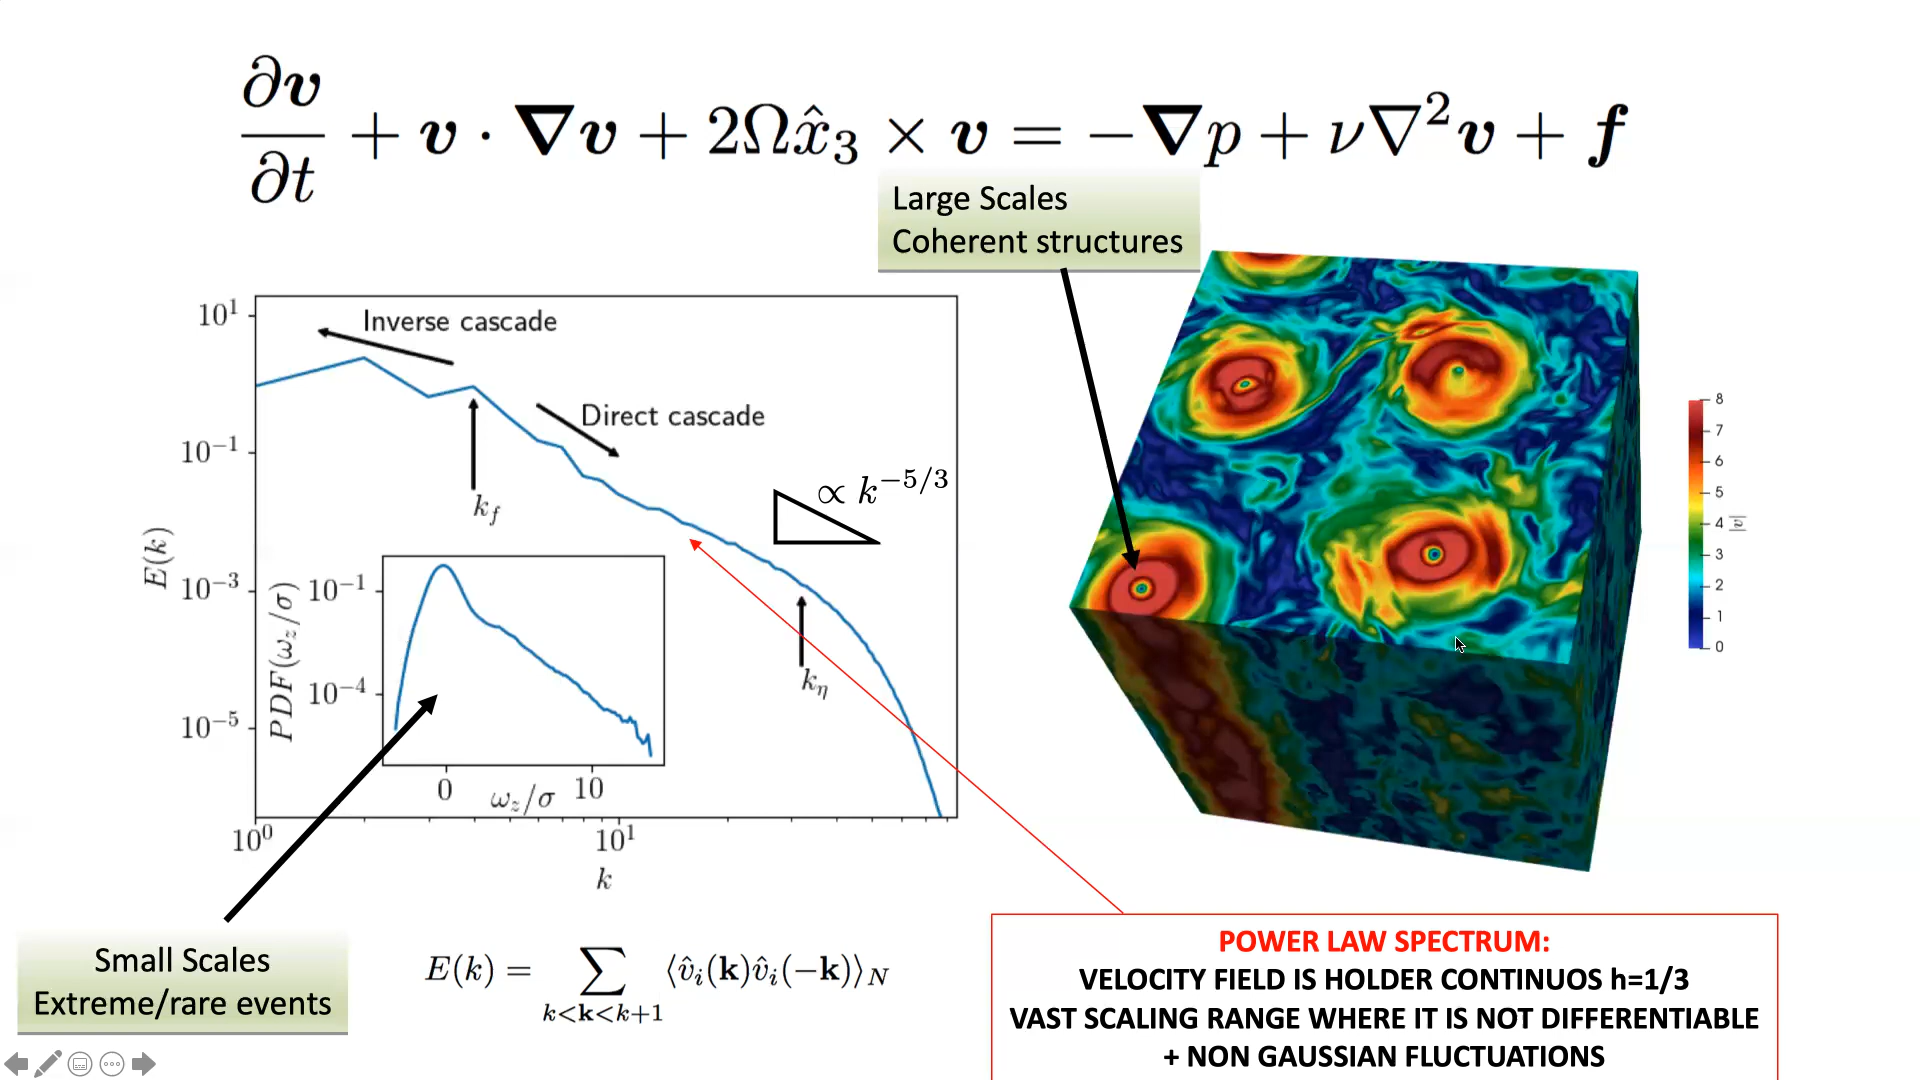 ∂v/∂t + v · ∇v + 2Ωx̂₃ × v = −∇p + ν∇²v + f
Large Scales
Coherent structures
10¹
10⁻¹
10⁻³
10⁻⁵
E(k)
Inverse cascade
Direct cascade
k_f
∝ k^{−5/3}
k_η
PDF(ω_z/σ)
10⁻¹
10⁻⁴
0
10
ω_z/σ
10⁰
10¹
k
8
7
6
5
4
3
2
1
0
|v|
Small Scales
Extreme/rare events
E(k) = ∑_{k<𝐤<k+1} ⟨v̂ᵢ(𝐤)v̂ᵢ(−𝐤)⟩_N
POWER LAW SPECTRUM:
VELOCITY FIELD IS HOLDER CONTINUOS h=1/3
VAST SCALING RANGE WHERE IT IS NOT DIFFERENTIABLE
+ NON GAUSSIAN FLUCTUATIONS